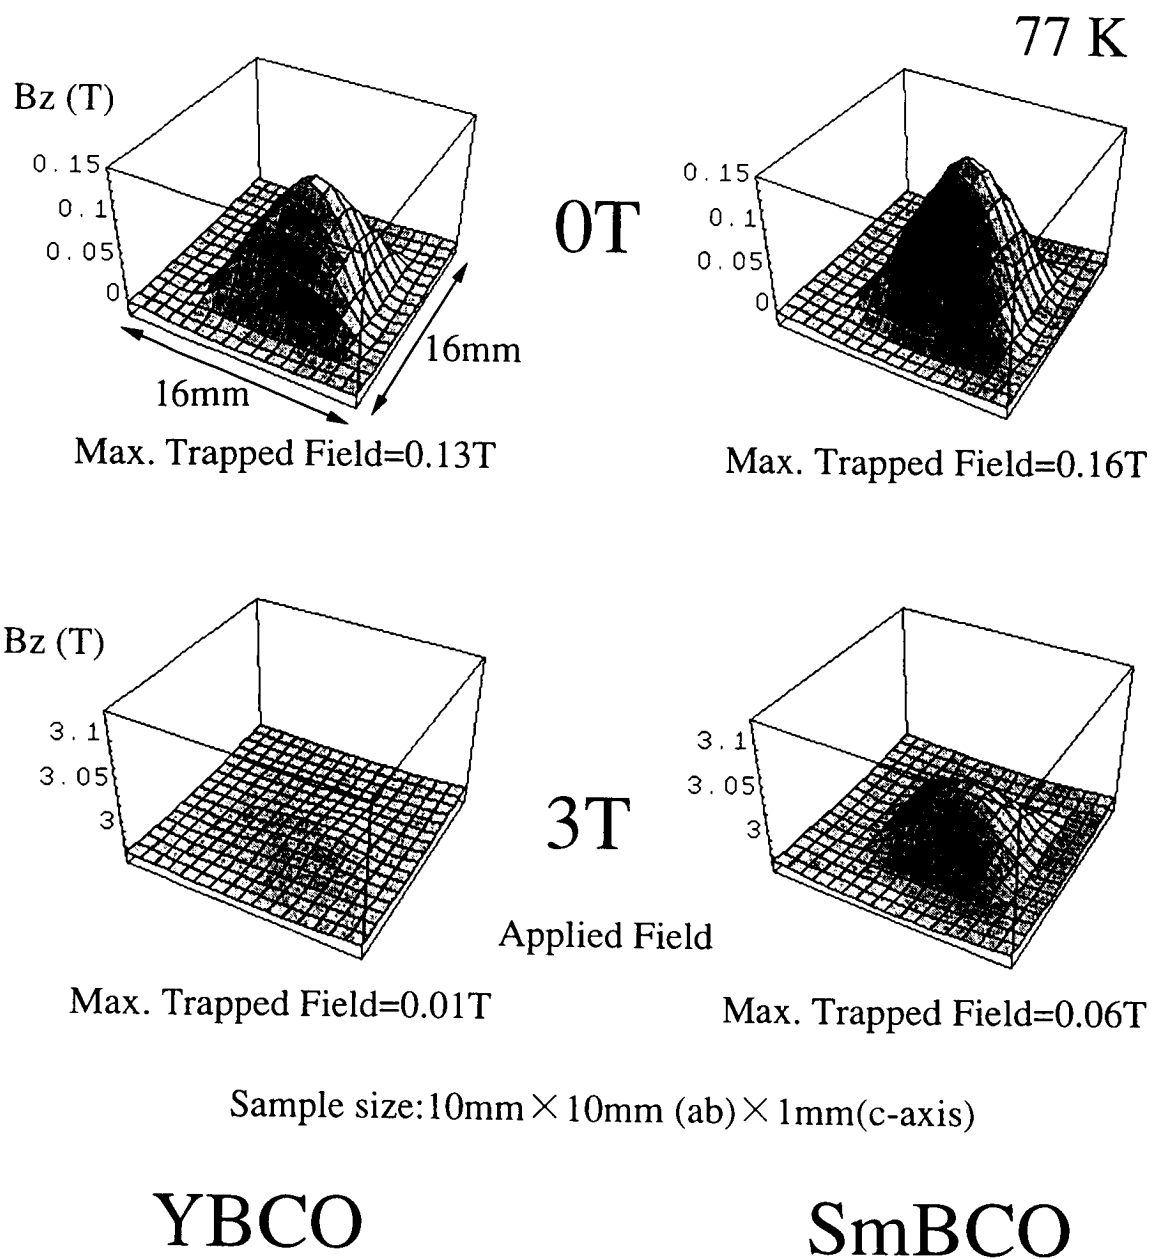 77 K
Bz (T)
0.15
0.1
0.05
0
16mm
16mm
Max. Trapped Field=0.13T
0T
0.15
0.1
0.05
0
Max. Trapped Field=0.16T
Bz (T)
3.1
3.05
3
Max. Trapped Field=0.01T
3T
Applied Field
3.1
3.05
3
Max. Trapped Field=0.06T
Sample size:10mm×10mm (ab)×1mm(c-axis)
YBCO
SmBCO